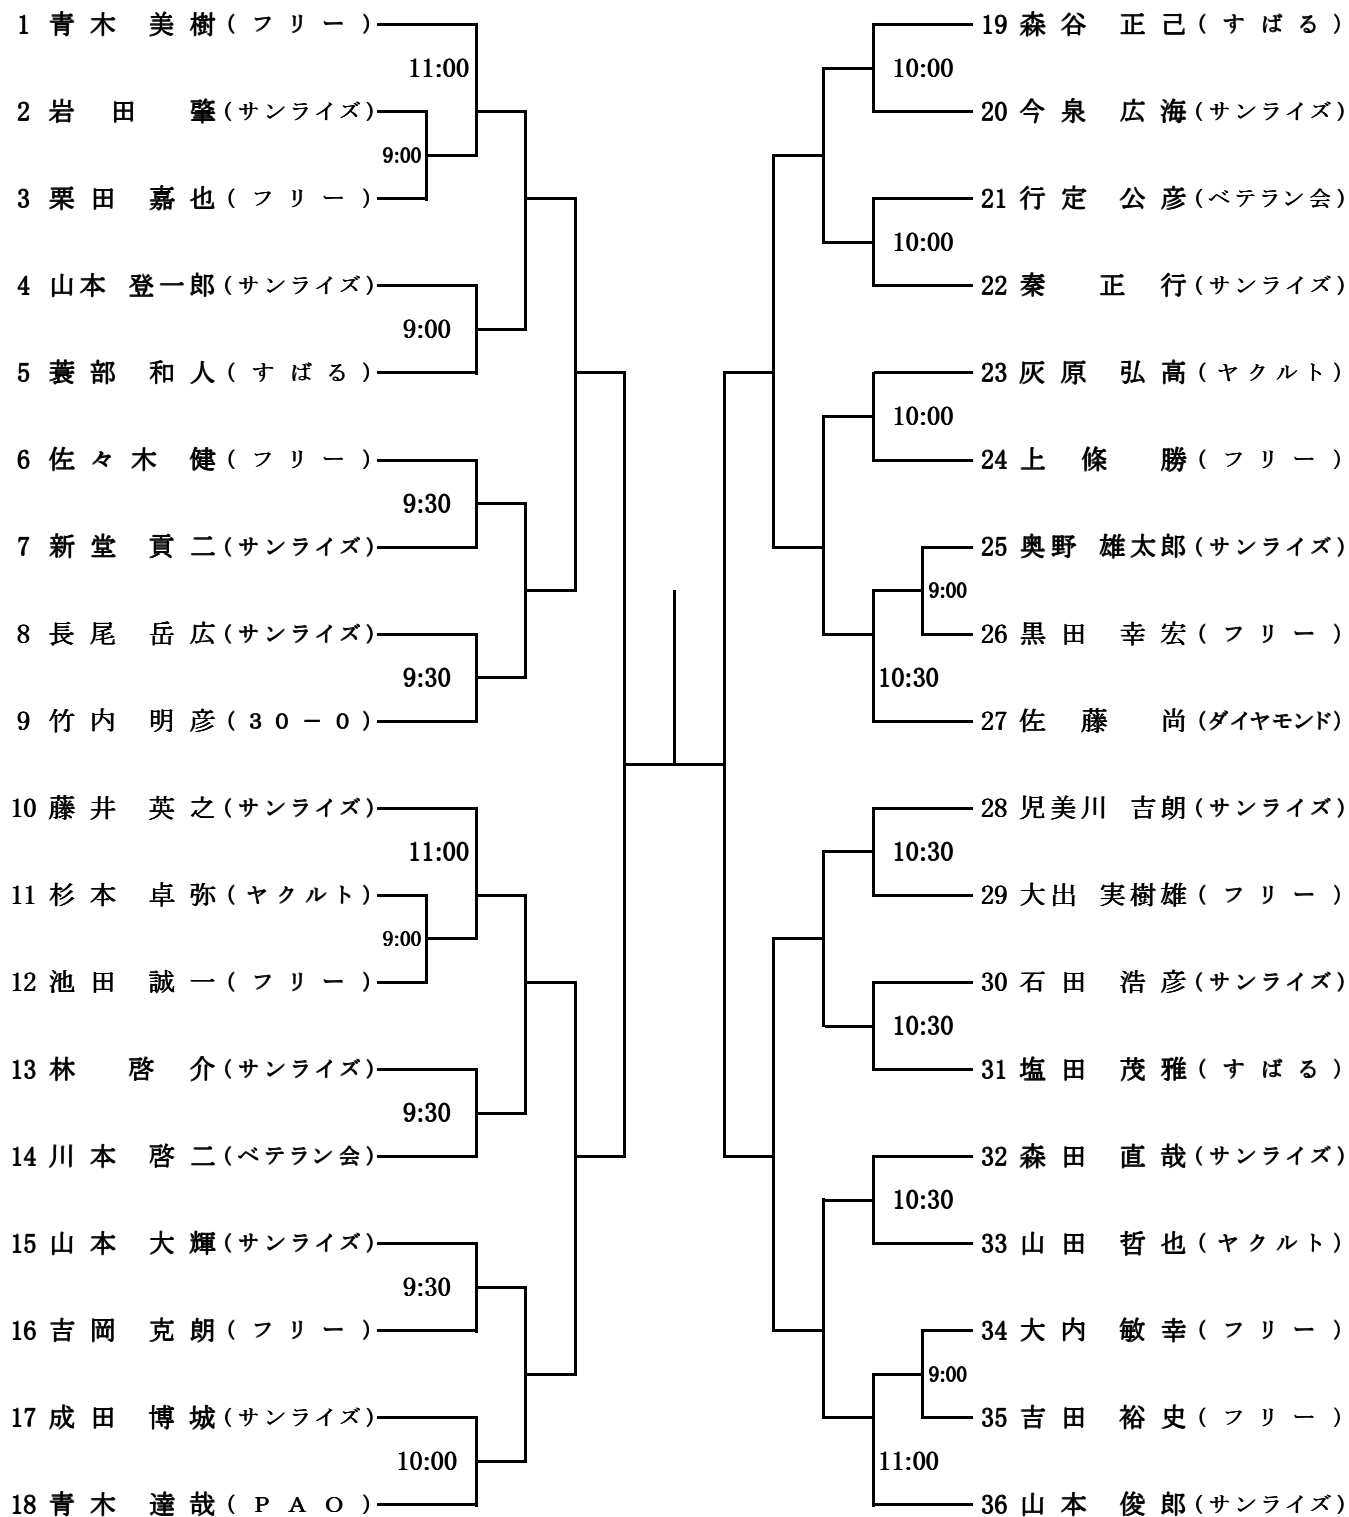 1 青木 美樹(フリー)
11:00
2 岩田 肇(サンライズ)
9:00
3 栗田 嘉也(フリー)
4 山本 登一郎(サンライズ)
9:00
5 蓑部 和人(すばる)
6 佐々木 健(フリー)
9:30
7 新堂 貢二(サンライズ)
8 長尾 岳広(サンライズ)
9:30
9 竹内 明彦(30-0)
10 藤井 英之(サンライズ)
11:00
11 杉本 卓弥(ヤクルト)
9:00
12 池田 誠一(フリー)
13 林 啓介(サンライズ)
9:30
14 川本 啓二(ベテラン会)
15 山本 大輝(サンライズ)
9:30
16 吉岡 克朗(フリー)
17 成田 博城(サンライズ)
10:00
18 青木 達哉(PAO)
19 森谷 正己(すばる)
10:00
20 今泉 広海(サンライズ)
21 行定 公彦(ベテラン会)
10:00
22 秦 正行(サンライズ)
23 灰原 弘高(ヤクルト)
10:00
24 上條 勝(フリー)
25 奥野 雄太郎(サンライズ)
9:00
26 黒田 幸宏(フリー)
10:30
27 佐藤 尚(ダイヤモンド)
28 児美川 吉朗(サンライズ)
10:30
29 大出 実樹雄(フリー)
30 石田 浩彦(サンライズ)
10:30
31 塩田 茂雅(すばる)
32 森田 直哉(サンライズ)
10:30
33 山田 哲也(ヤクルト)
34 大内 敏幸(フリー)
9:00
35 吉田 裕史(フリー)
11:00
36 山本 俊郎(サンライズ)